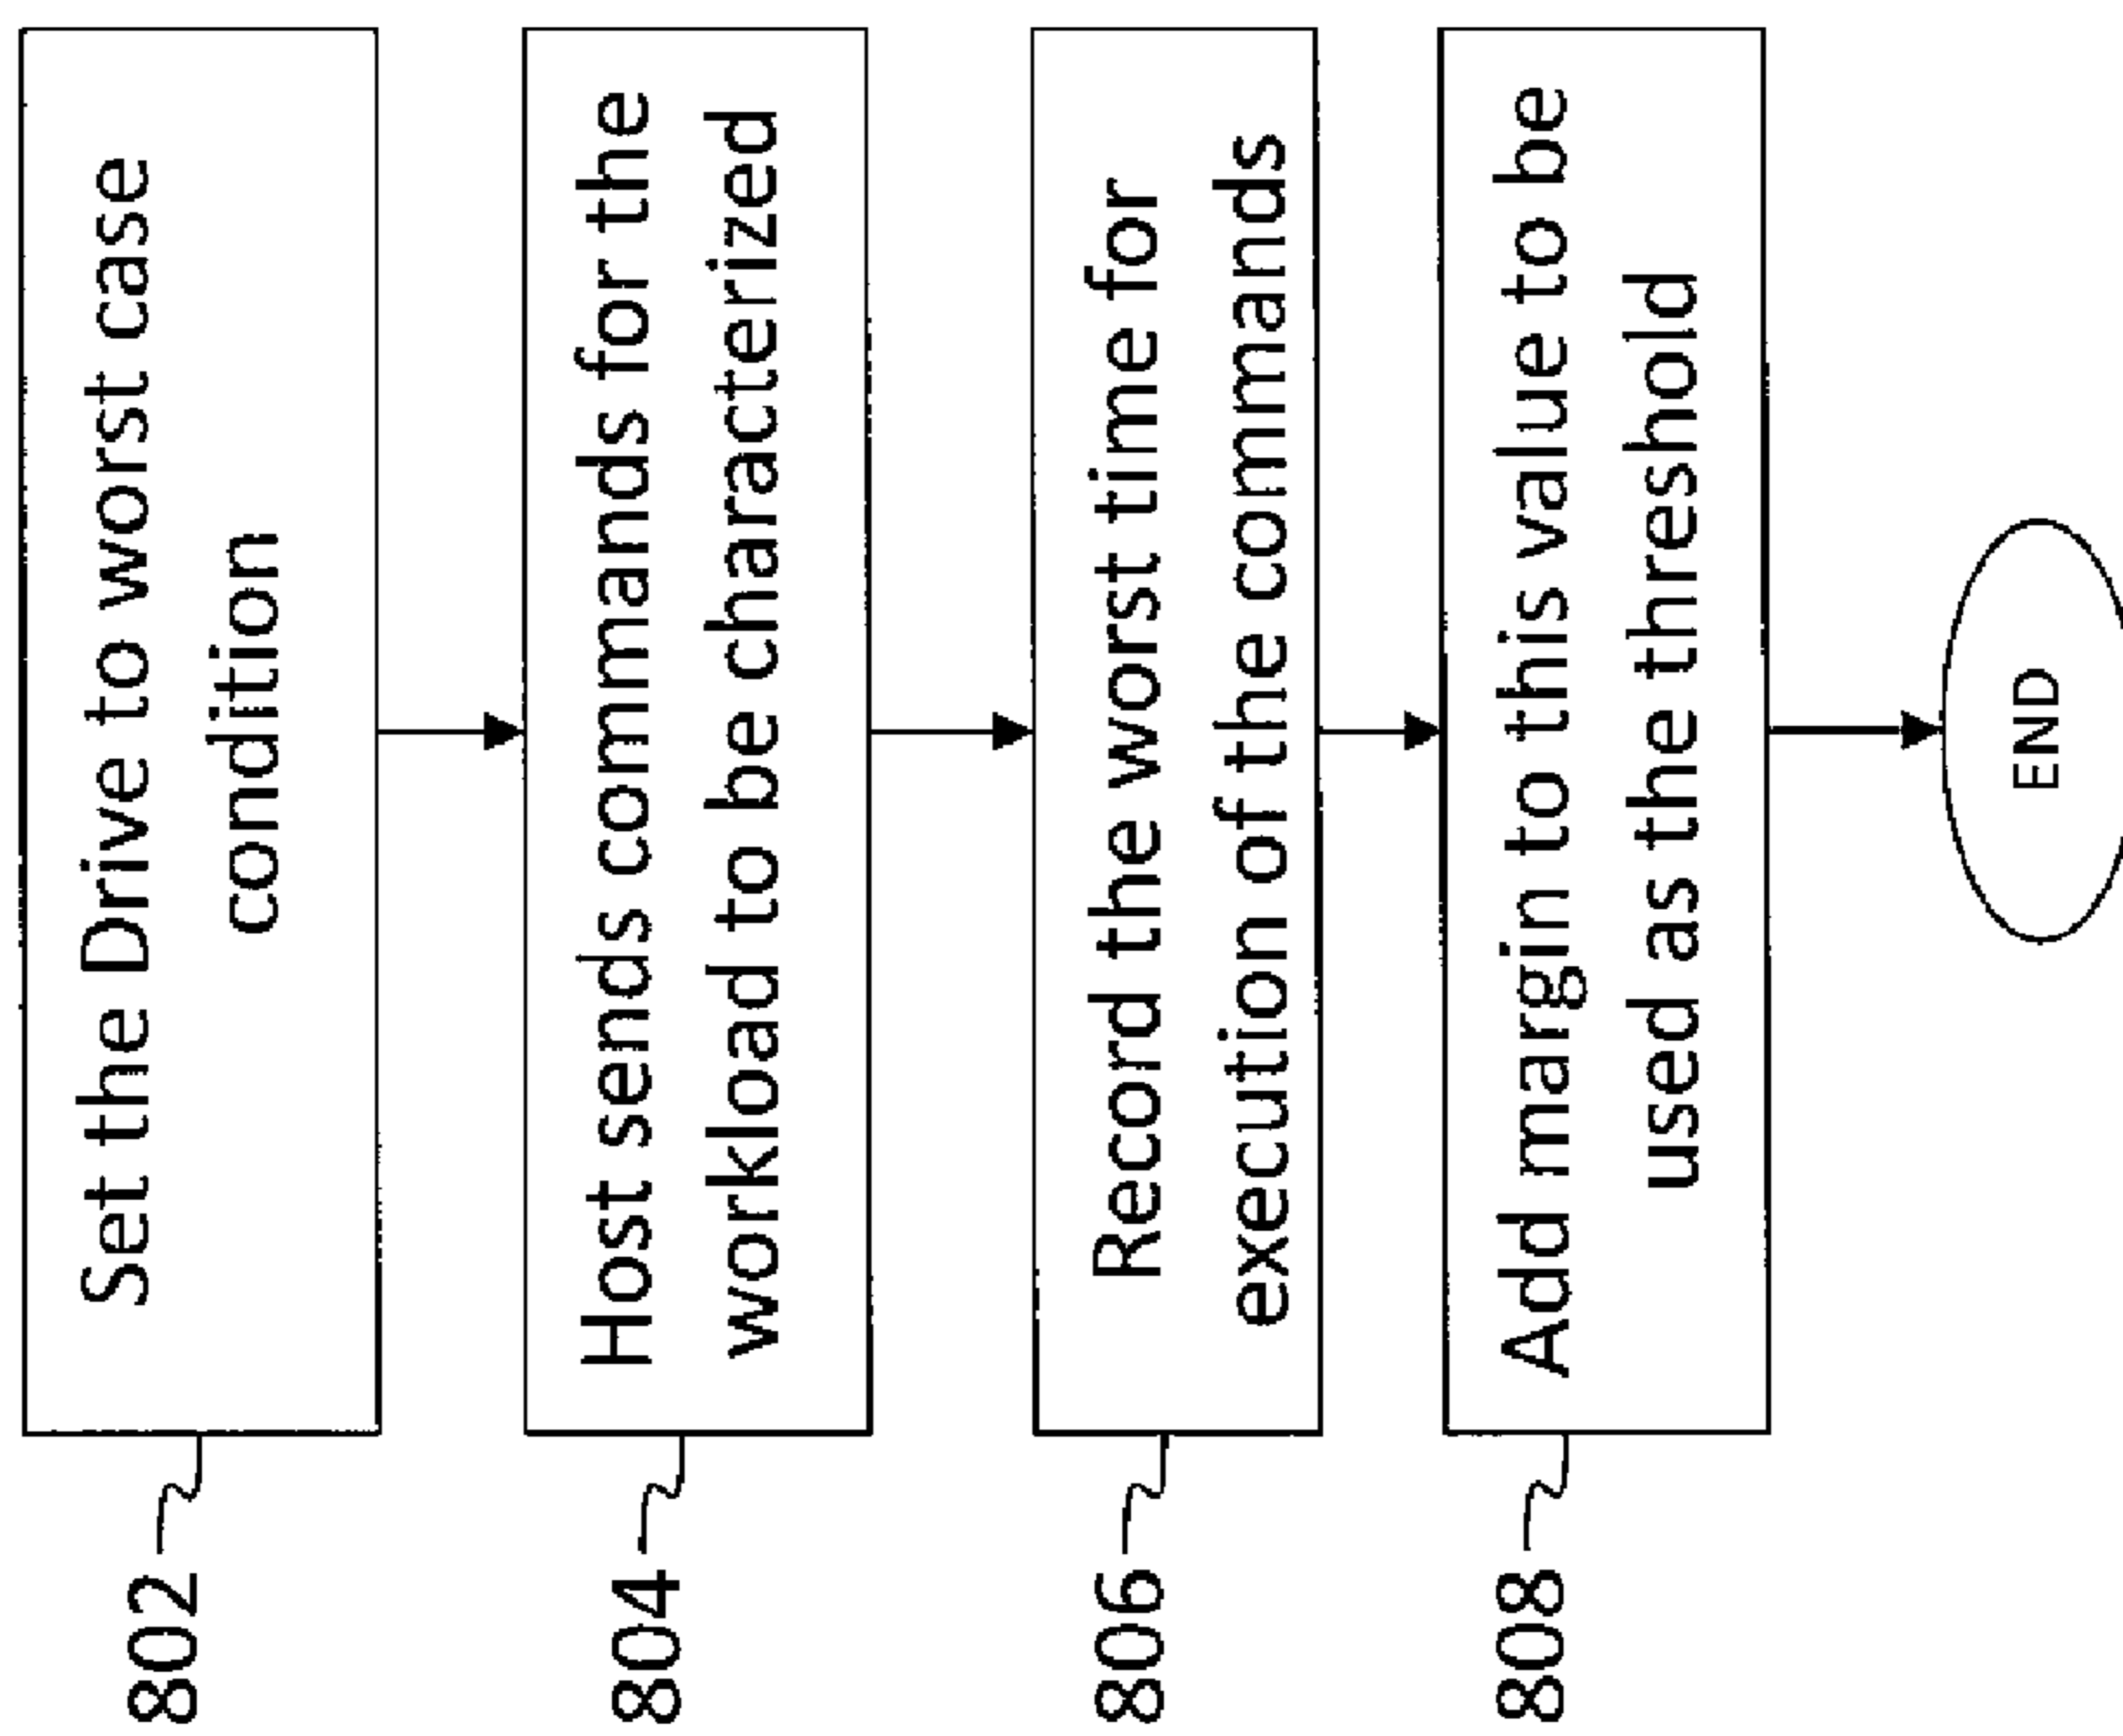 802
Set the Drive to worst case
condition
804
Host sends commands for the
workload to be characterized
806
Record the worst time for
execution of the commands
808
Add margin to this value to be
used as the threshold
END